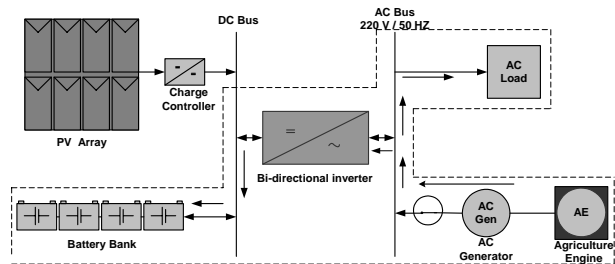 DC Bus
AC Bus
220 V / 50 HZ
AC
Load
Charge
Controller
PV Array
=
~
Bi-directional inverter
AC
Gen
AE
AC
Generator
Agriculture
Engine
Battery Bank